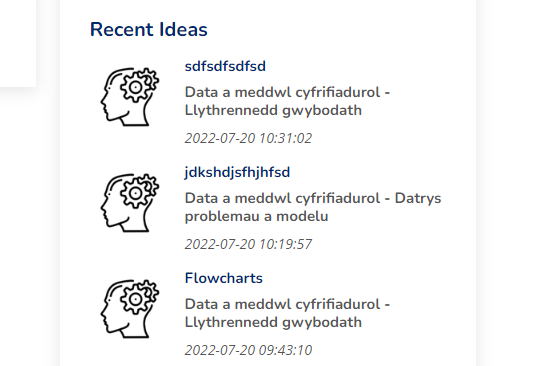 Recent Ideas
sdfsdfsdfsd
Data a meddwl cyfrifiadurol -
Llythrennedd gwybodath
2022-07-20 10:31:02
jdkshdjsfhjhfsd
Data a meddwl cyfrifiadurol - Datrys
problemau a modelu
2022-07-20 10:19:57
Flowcharts
Data a meddwl cyfrifiadurol -
Llythrennedd gwybodath
2022-07-20 09:43:10